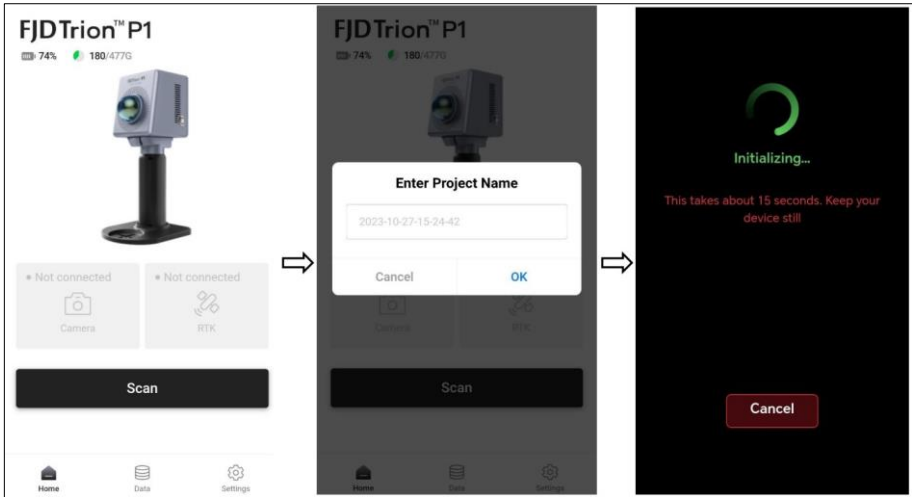 FJDTrion™ P1
74% 180/477G
• Not connected
Camera
• Not connected
RTK
Scan
Home Data Settings
FJDTrion™ P1
74% 180/477G
Enter Project Name
2023-10-27-15-24-42
Cancel OK
Camera
RTK
Scan
Home Data Settings
Initializing...
This takes about 15 seconds. Keep your
device still
Cancel